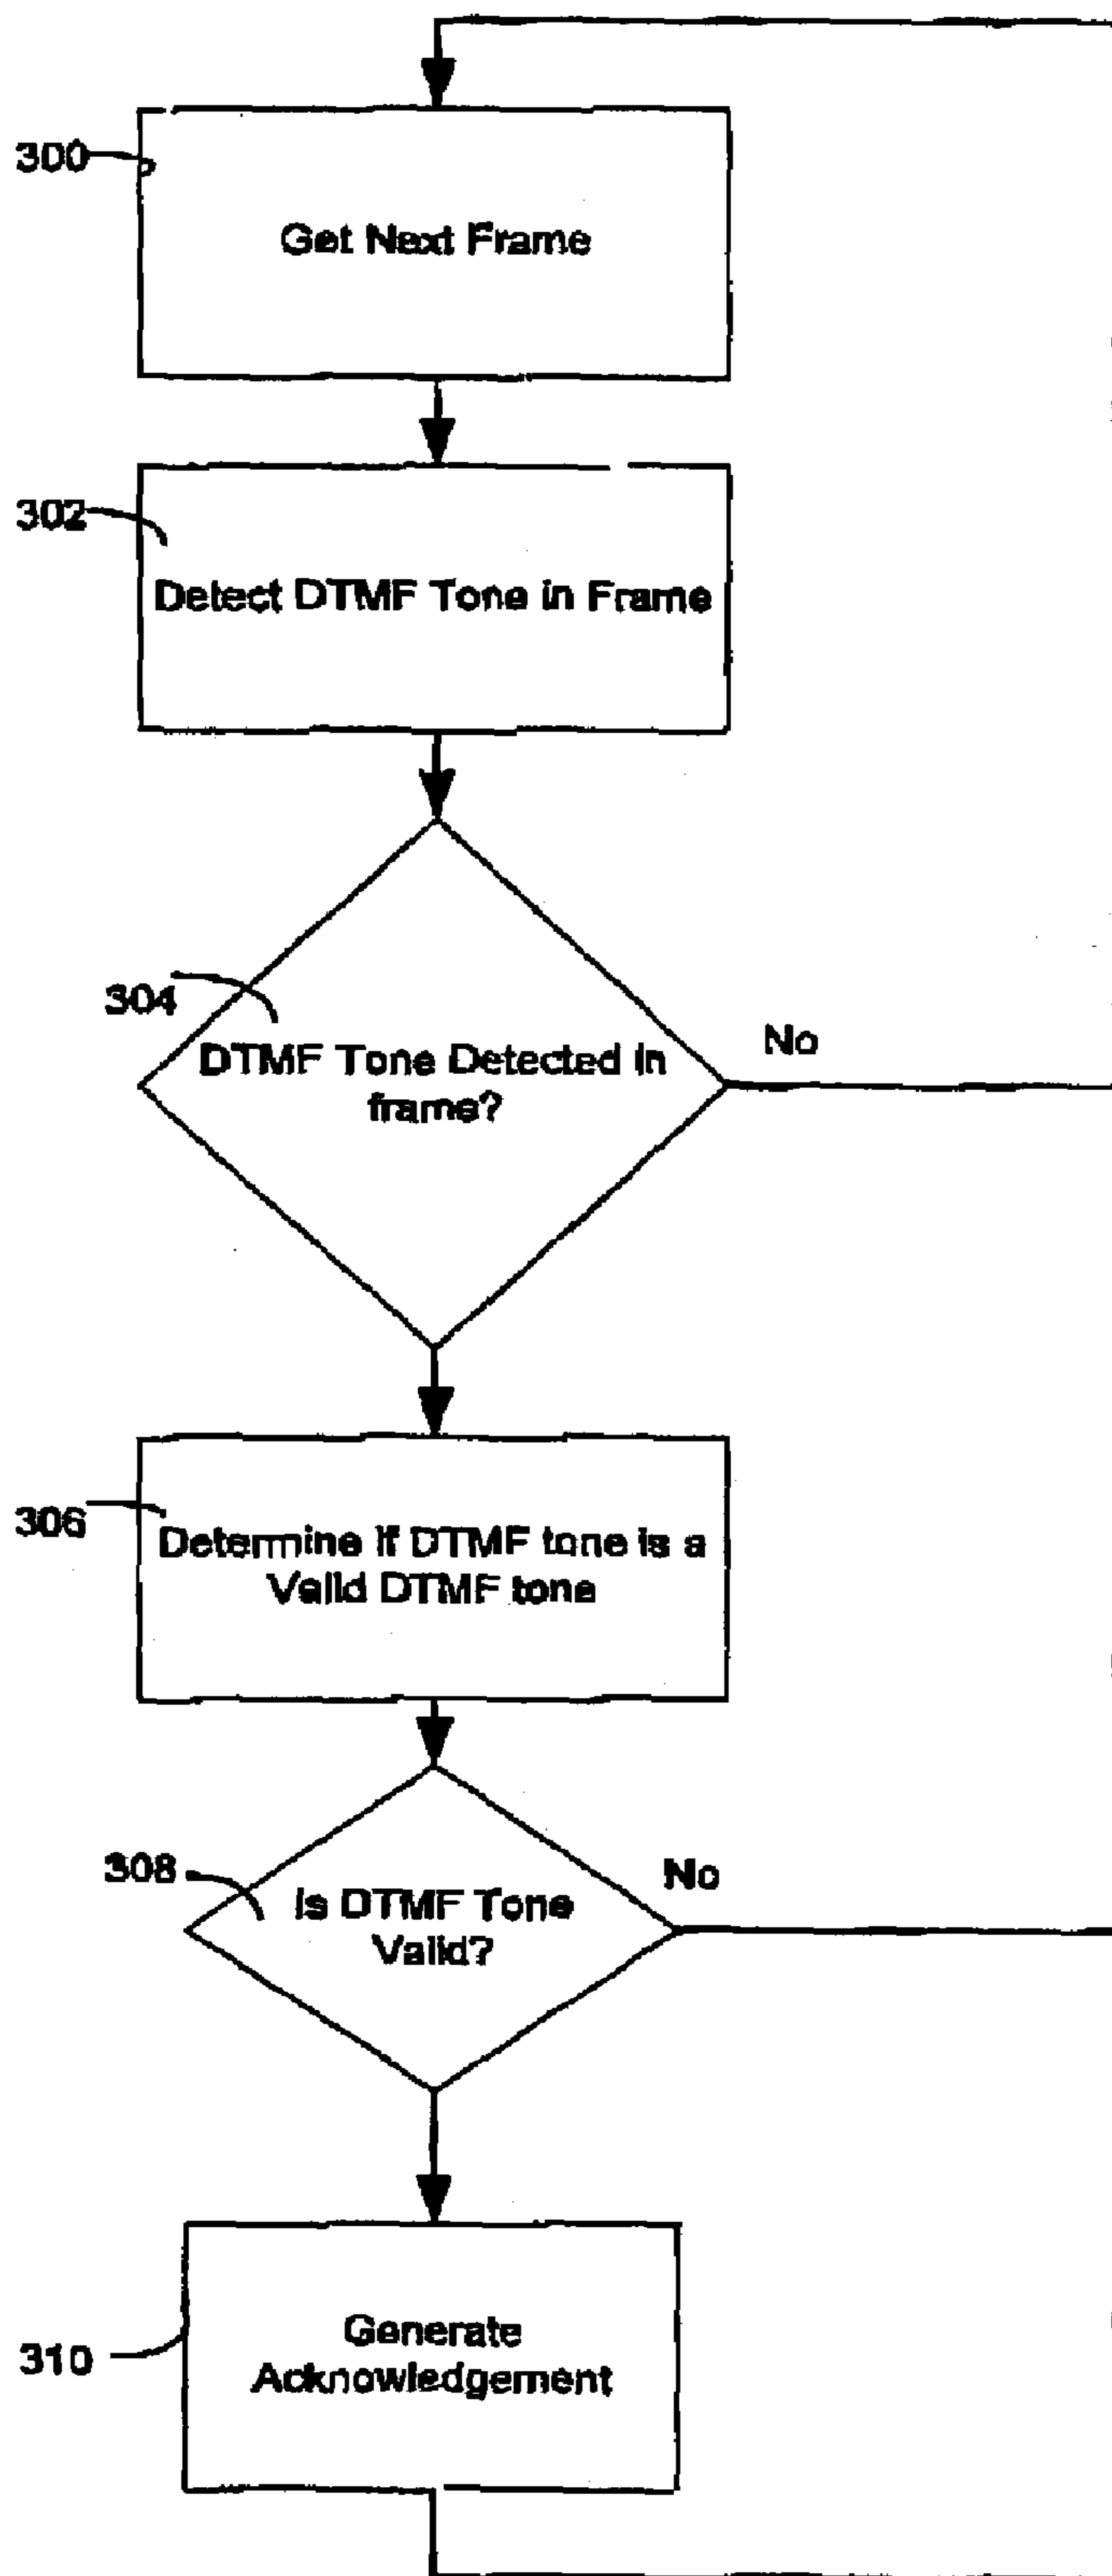 300
Get Next Frame
302
Detect DTMF Tone in Frame
304
DTMF Tone Detected in
frame?
No
306
Determine if DTMF tone is a
Valid DTMF tone
308
Is DTMF Tone
Valid?
No
310
Generate
Acknowledgement